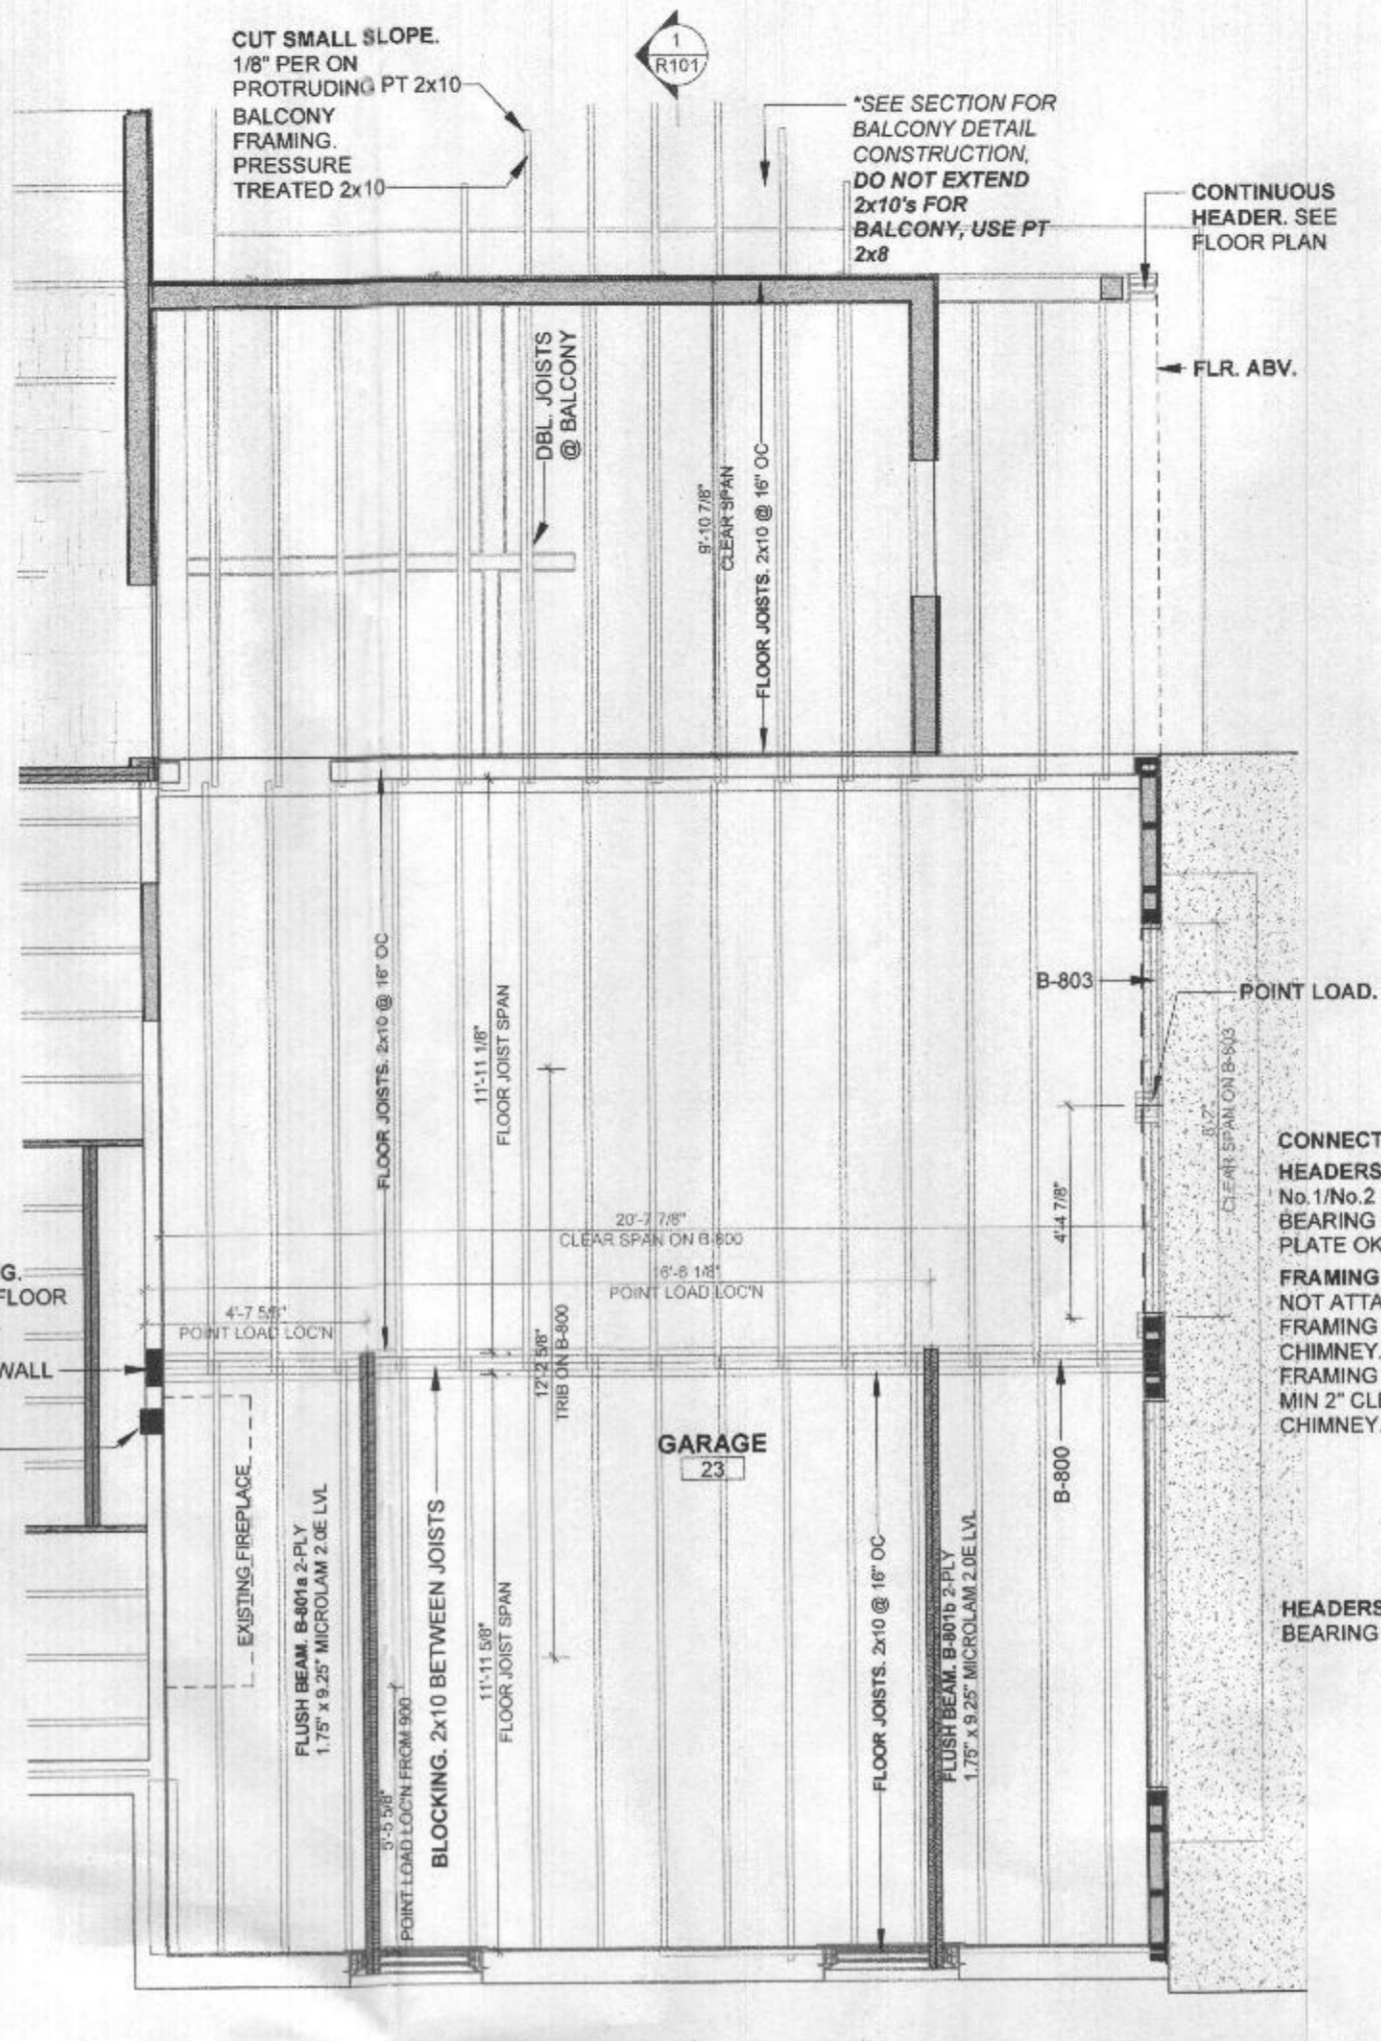 CUT SMALL SLOPE.
1/8" PER ON
PROTRUDING PT 2x10
BALCONY
FRAMING.
PRESSURE
TREATED 2x10
1
R101
*SEE SECTION FOR
BALCONY DETAIL
CONSTRUCTION,
DO NOT EXTEND
2x10's FOR
BALCONY, USE PT
2x8
CONTINUOUS
HEADER. SEE
FLOOR PLAN
FLR. ABV.
DBL. JOISTS
@ BALCONY
9'-10 7/8"
CLEAR SPAN
FLOOR JOISTS. 2x10 @ 16" OC
FLOOR JOISTS. 2x10 @ 16" OC
11'-11 1/8"
FLOOR JOIST SPAN
B-803
POINT LOAD.
8'-7"
CLEAR SPAN ON B-803
4'-4 7/8"
20'-7 7/8"
CLEAR SPAN ON B-800
16'-6 1/8"
POINT LOAD LOC'N
4'-7 5/8"
POINT LOAD LOC'N
12'-2 5/8"
TRIB ON B-800
CONNECT
HEADERS
No.1/No.2
BEARING
PLATE OK
FRAMING
NOT ATTA
FRAMING
CHIMNEY.
FRAMING
MIN 2" CLE
CHIMNEY.
G.
FLOOR
WALL
GARAGE
23
B-800
EXISTING FIREPLACE
FLUSH BEAM. B-801a 2-PLY
1.75" x 9.25" MICROLAM 2.0E LVL
5'-5 5/8"
POINT LOAD LOC'N FROM 900
BLOCKING. 2x10 BETWEEN JOISTS
11'-11 5/8"
FLOOR JOIST SPAN
FLOOR JOISTS. 2x10 @ 16" OC
FLUSH BEAM. B-801b 2-PLY
1.75" x 9.25" MICROLAM 2.0E LVL
HEADERS
BEARING